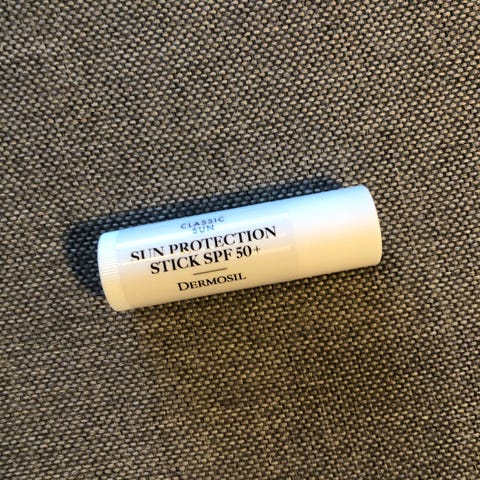 CLASSIC
SUN
SUN PROTECTION
STICK SPF 50+
DERMOSIL